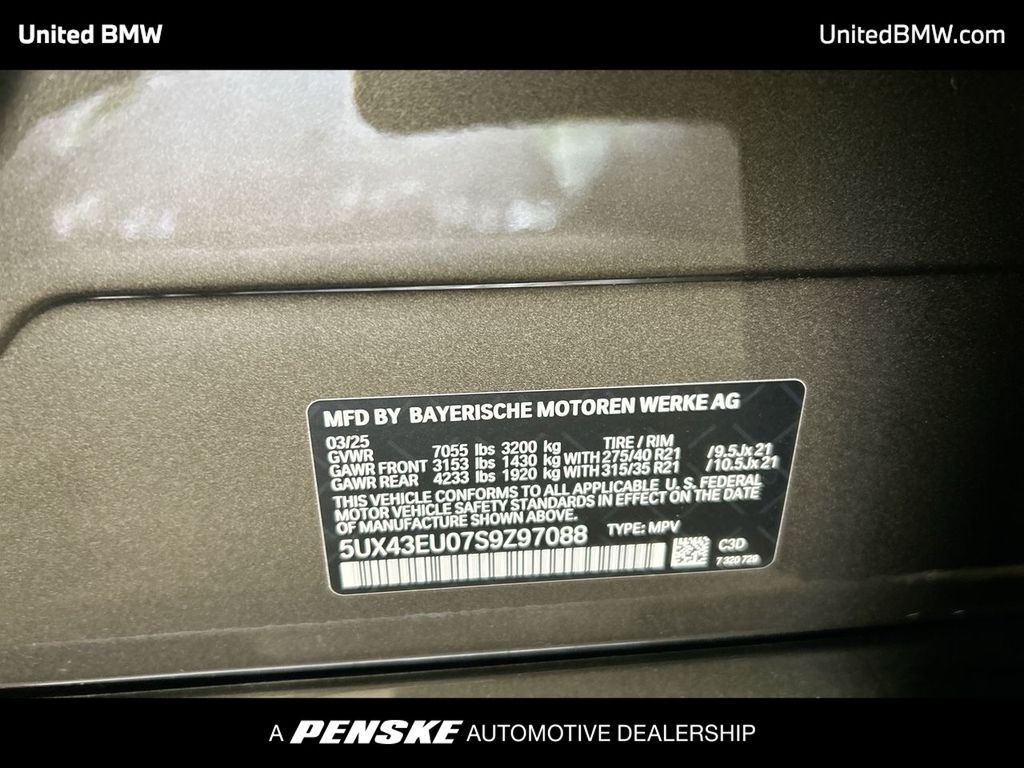 United BMW
UnitedBMW.com
MFD BY BAYERISCHE MOTOREN WERKE AG
03/25
TIRE / RIM
GVWR 7055 lbs 3200 kg
GAWR FRONT 3153 lbs 1430 kg WITH 275/40 R21 /9.5Jx21
GAWR REAR 4233 lbs 1920 kg WITH 315/35 R21 /10.5Jx21
THIS VEHICLE CONFORMS TO ALL APPLICABLE U. S. FEDERAL
MOTOR VEHICLE SAFETY STANDARDS IN EFFECT ON THE DATE
OF MANUFACTURE SHOWN ABOVE.
5UX43EU07S9Z97088 TYPE: MPV
C3D
7 320 725
A PENSKE AUTOMOTIVE DEALERSHIP